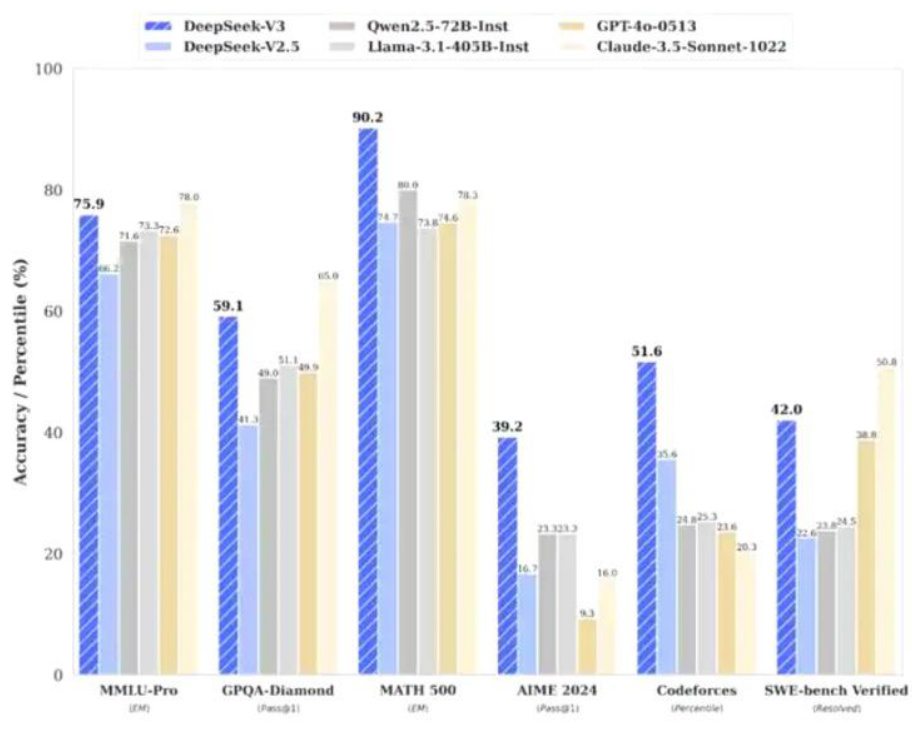 DeepSeek-V3 Qwen2.5-72B-Inst GPT-4o-0513
DeepSeek-V2.5 Llama-3.1-405B-Inst Claude-3.5-Sonnet-1022
Accuracy / Percentile (%)
100
80
60
40
20
0
75.9 66.2 71.6 73.3 72.6 78.0
59.1 41.3 49.0 51.1 49.9 65.0
90.2 74.7 80.0 73.8 74.6 78.3
39.2 16.7 23.3 23.3 9.3 16.0
51.6 35.6 24.8 25.3 23.6 20.3
42.0 22.6 23.8 24.5 38.8 50.8
MMLU-Pro GPQA-Diamond MATH 500 AIME 2024 Codeforces SWE-bench Verified
(EM) (Pass@1) (EM) (Pass@1) (Percentile) (Resolved)